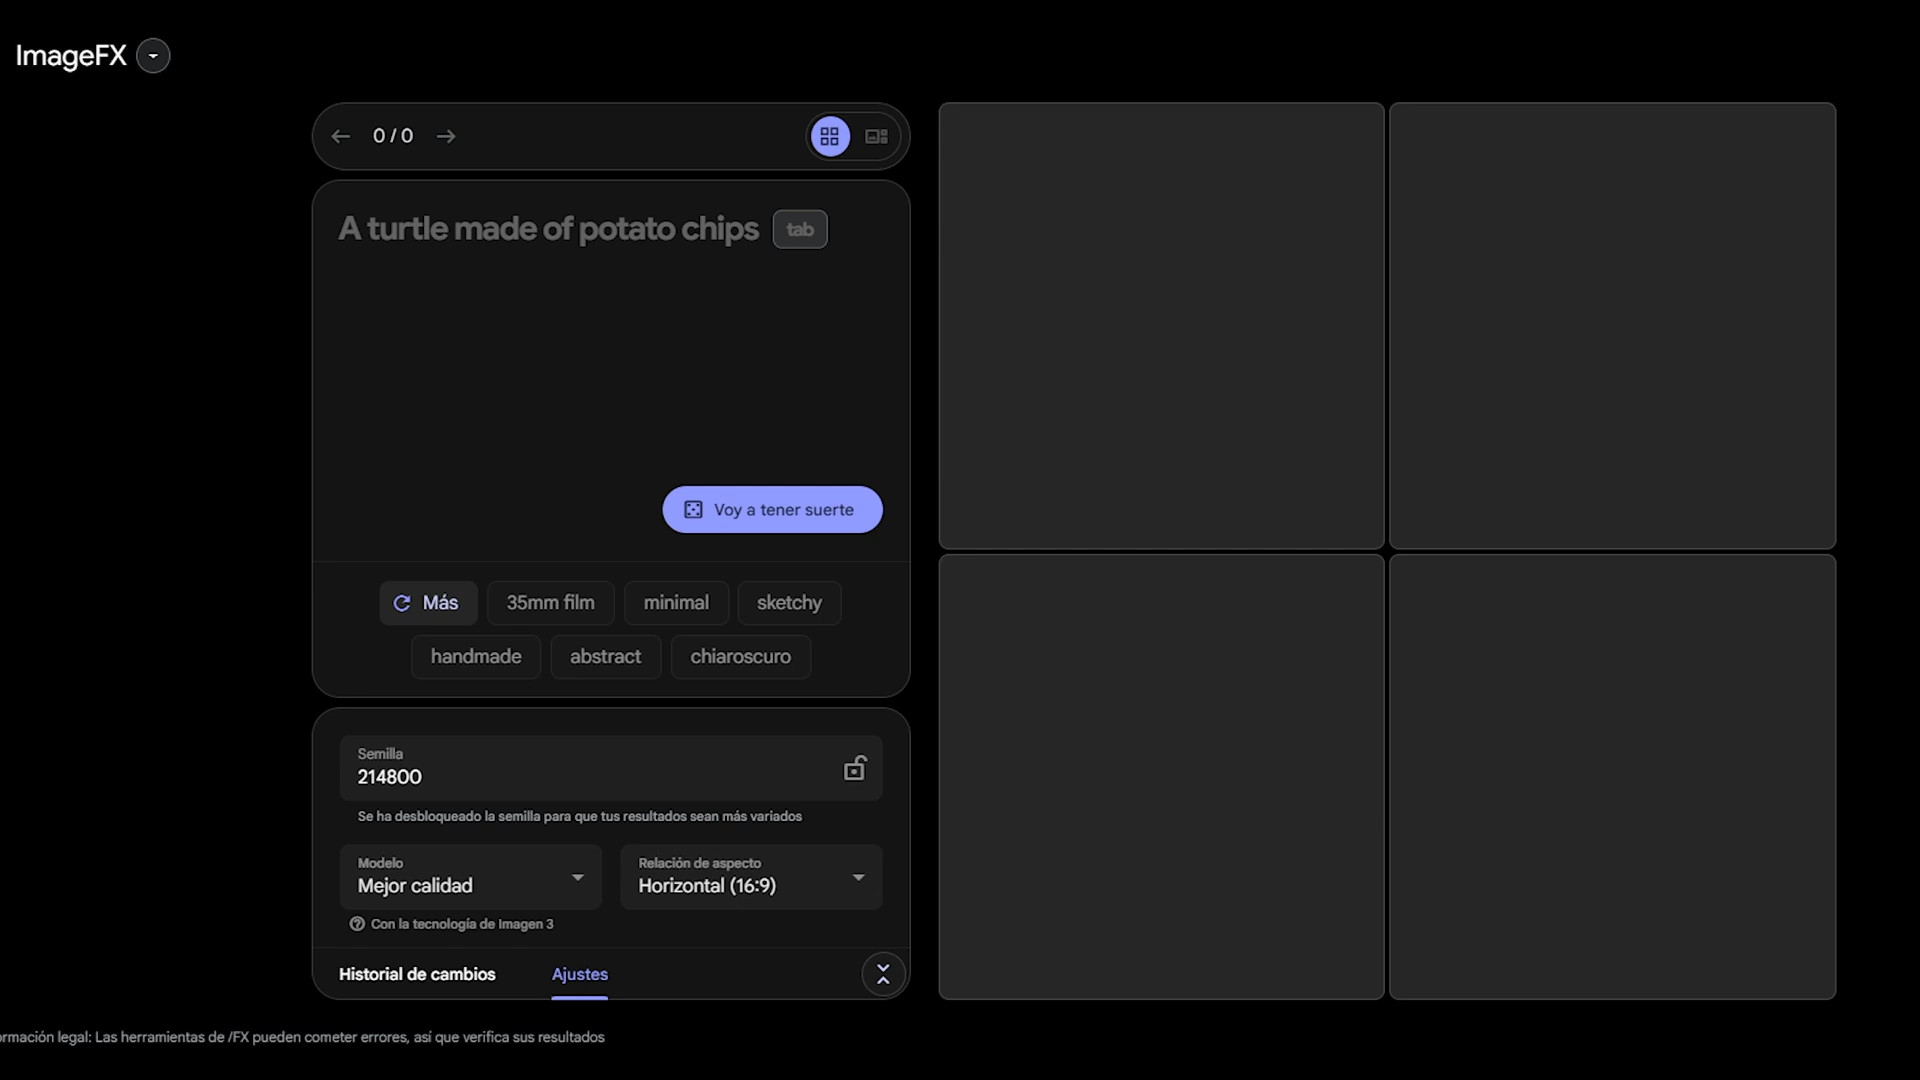 ImageFX
0 / 0
A turtle made of potato chips tab
Voy a tener suerte
Más 35mm film minimal sketchy
handmade abstract chiaroscuro
Semilla
214800
Se ha desbloqueado la semilla para que tus resultados sean más variados
Modelo
Mejor calidad
Relación de aspecto
Horizontal (16:9)
Con la tecnología de Imagen 3
Historial de cambios Ajustes
ormación legal: Las herramientas de /FX pueden cometer errores, así que verifica sus resultados